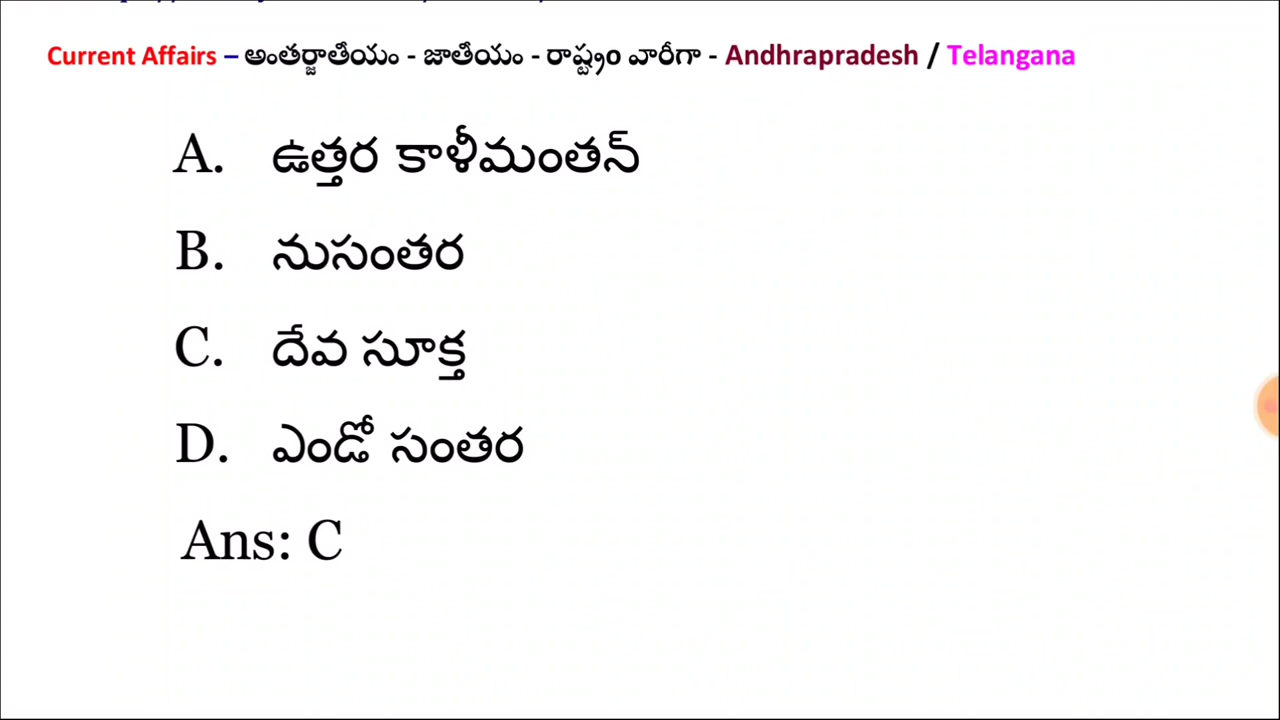 Current Affairs – అంతర్జాతీయం - జాతీయం - రాష్ట్రం వారీగా - Andhrapradesh / Telangana
A. ఉత్తర కాళీమంతన్
B. నుసంతర
C. దేవ సూక్త
D. ఎండో సంతర
Ans: C